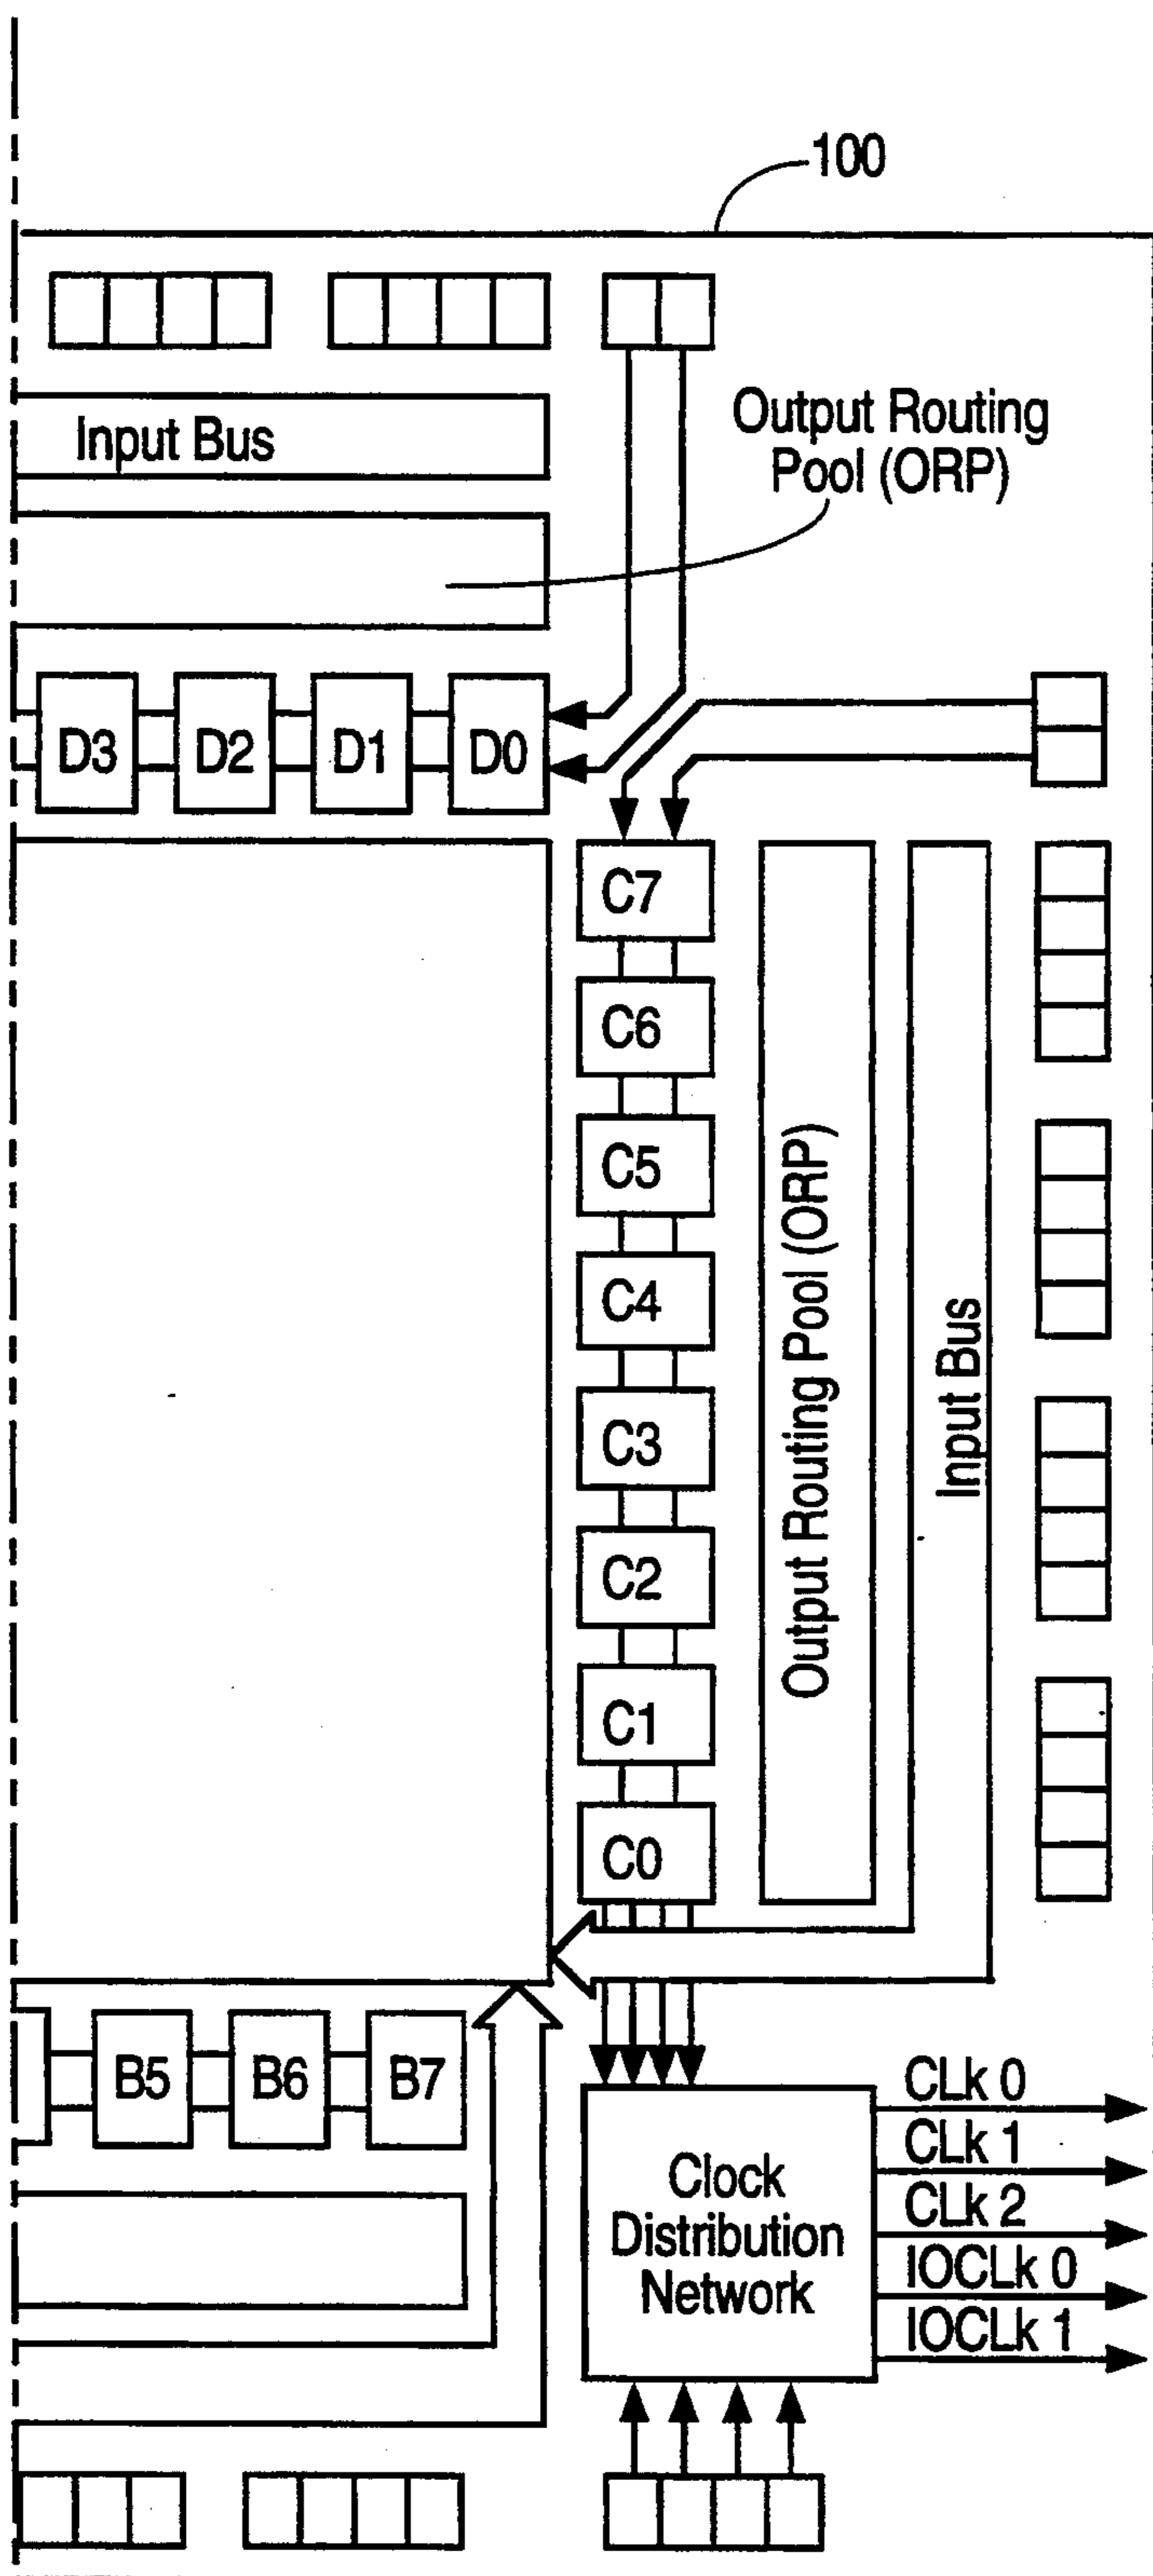 100
Input Bus
Output Routing
Pool (ORP)
D3
D2
D1
D0
C7
C6
C5
C4
C3
C2
C1
C0
Output Routing Pool (ORP)
Input Bus
B5
B6
B7
Clock
Distribution
Network
CLk 0
CLk 1
CLk 2
IOCLk 0
IOCLk 1